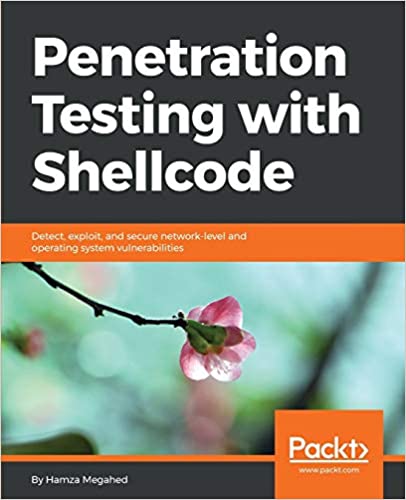 Penetration
Testing with
Shellcode
Detect, exploit, and secure network-level and
operating system vulnerabilities
Packt>
www.packt.com
By Hamza Megahed